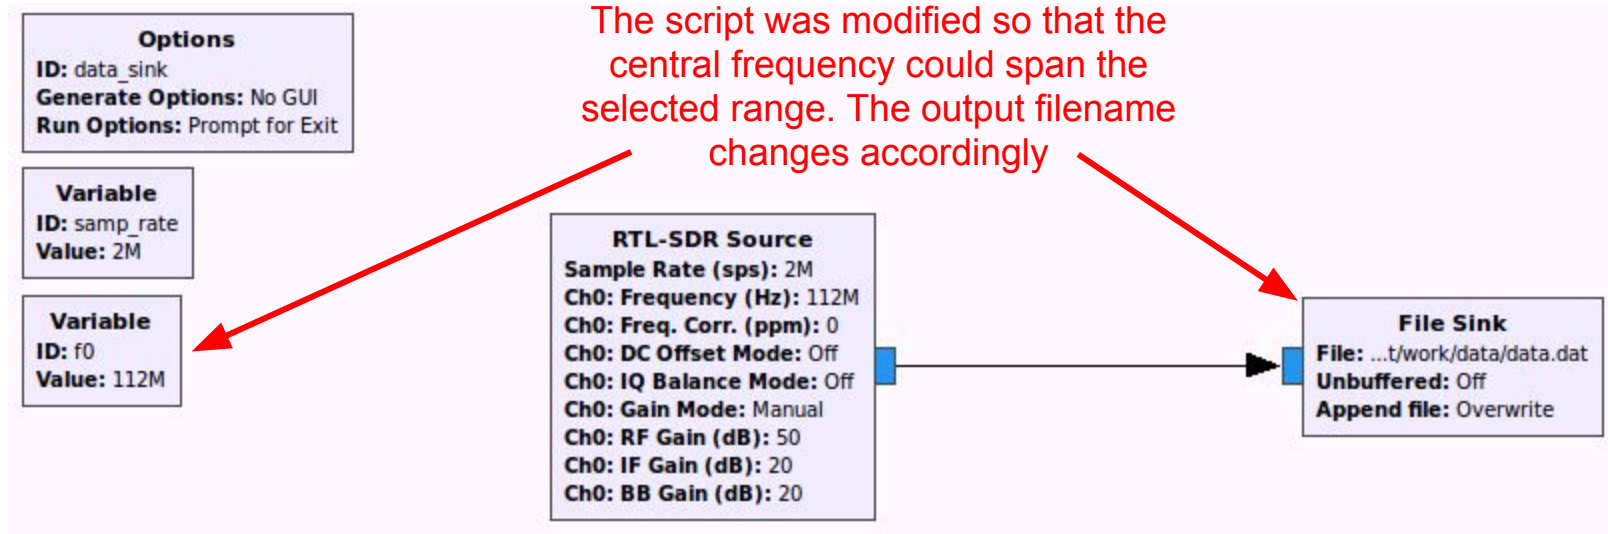 The script was modified so that the
central frequency could span the
selected range. The output filename
changes accordingly
Options
ID: data_sink
Generate Options: No GUI
Run Options: Prompt for Exit
Variable
ID: samp_rate
Value: 2M
Variable
ID: f0
Value: 112M
RTL-SDR Source
Sample Rate (sps): 2M
Ch0: Frequency (Hz): 112M
Ch0: Freq. Corr. (ppm): 0
Ch0: DC Offset Mode: Off
Ch0: IQ Balance Mode: Off
Ch0: Gain Mode: Manual
Ch0: RF Gain (dB): 50
Ch0: IF Gain (dB): 20
Ch0: BB Gain (dB): 20
File Sink
File: ...t/work/data/data.dat
Unbuffered: Off
Append file: Overwrite